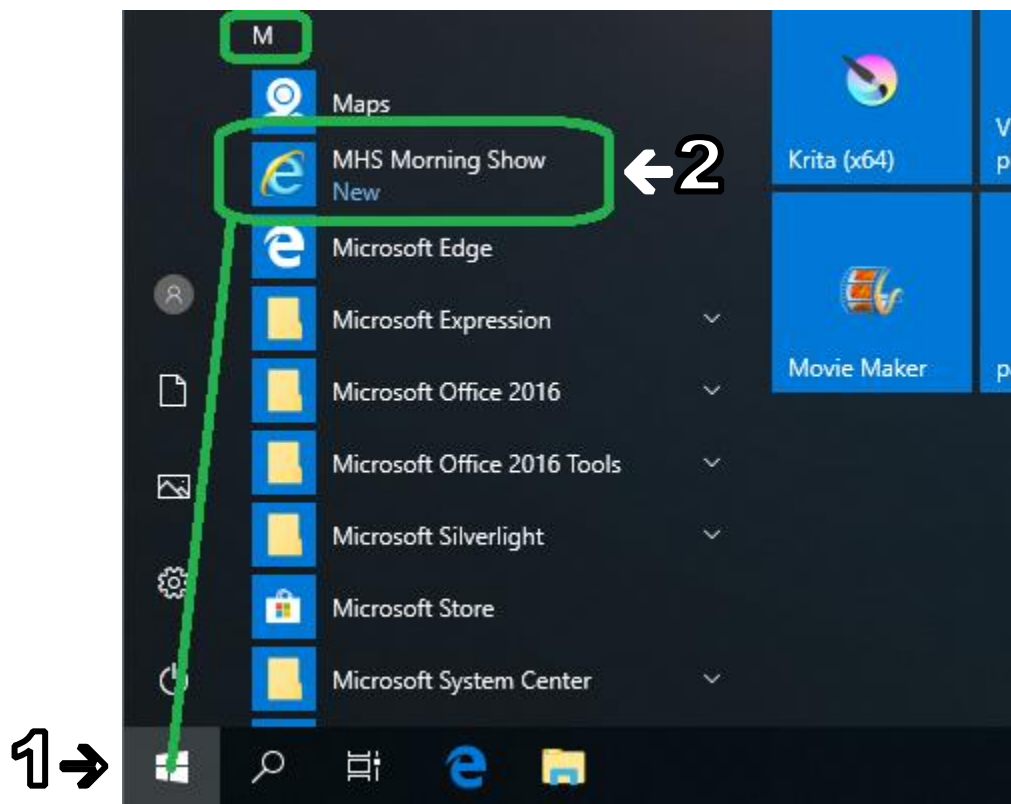 M
Maps
MHS Morning Show
New
2
Microsoft Edge
Microsoft Expression
Microsoft Office 2016
Microsoft Office 2016 Tools
Microsoft Silverlight
Microsoft Store
Microsoft System Center
Krita (x64)
Movie Maker
1